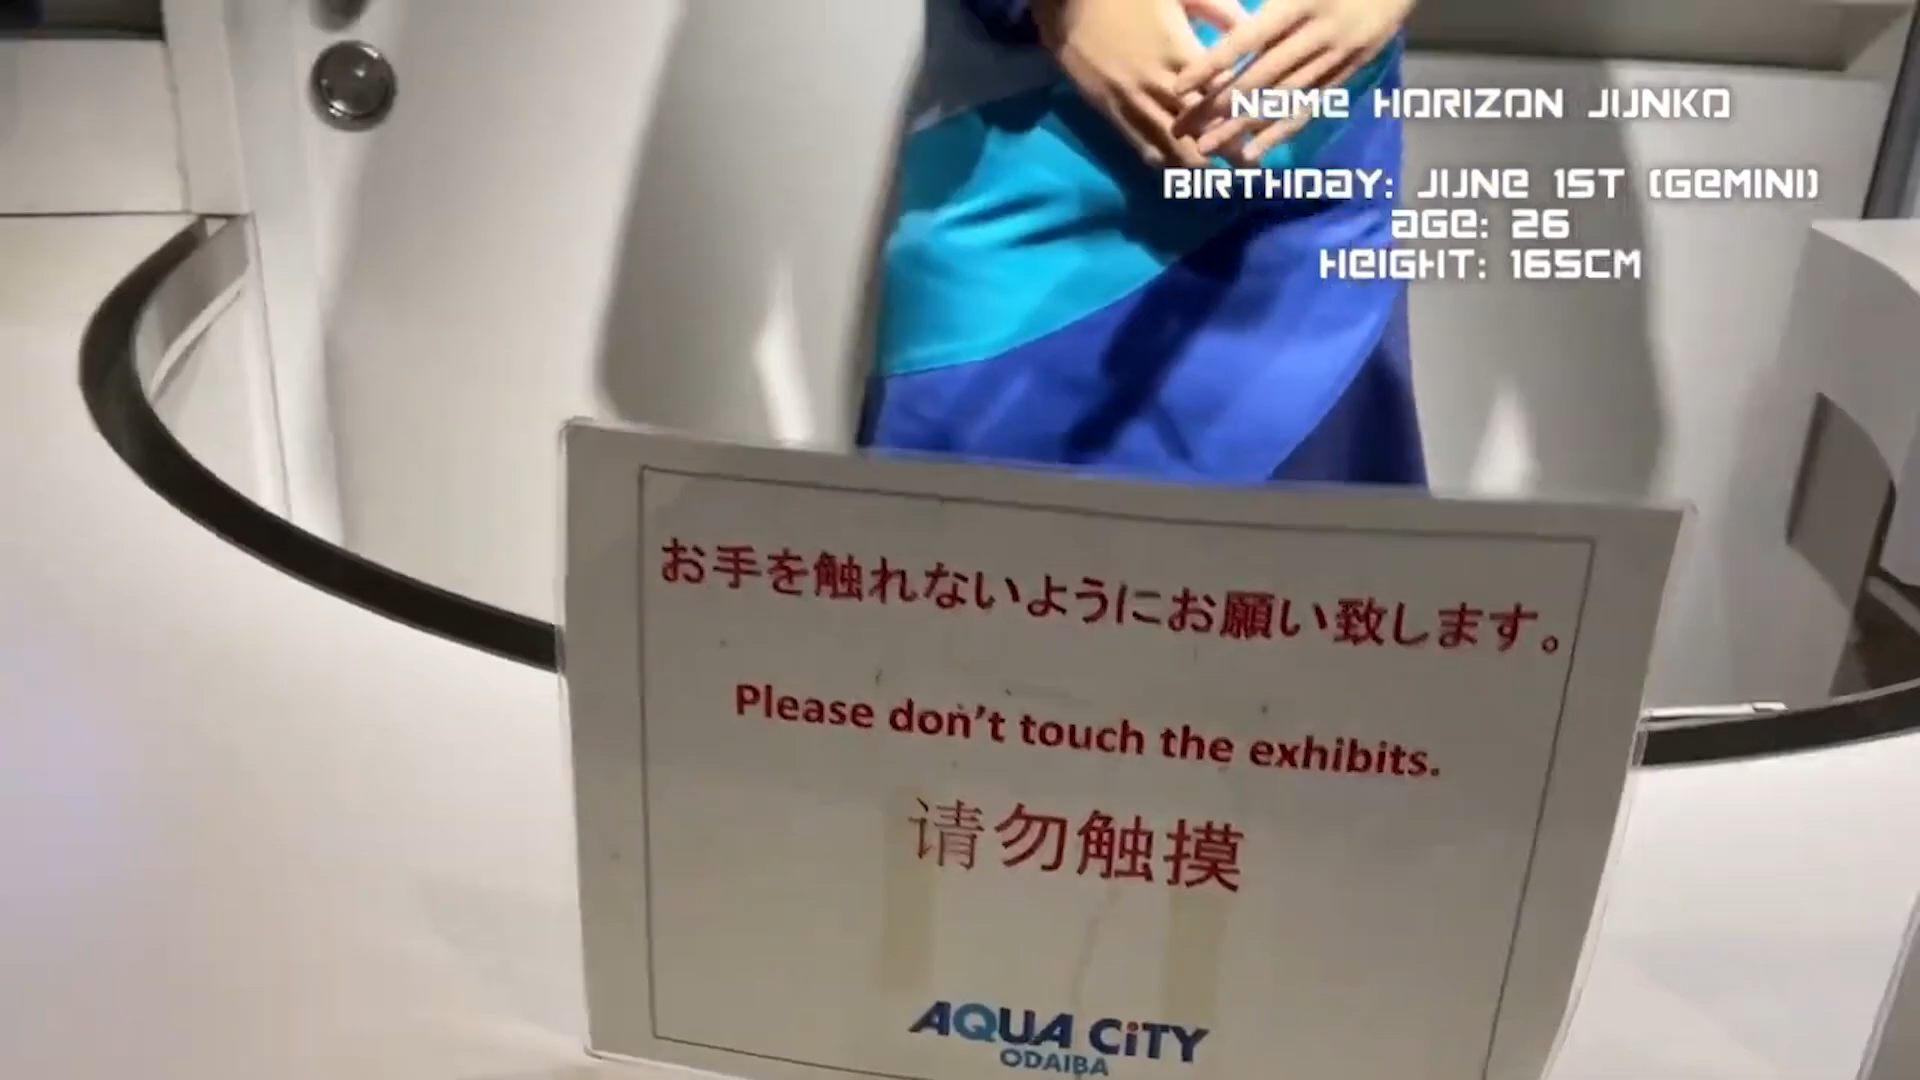 NAME HORIZON JUNKO
BIRTHDAY: JUNE 1ST (GEMINI)
AGE: 26
HEIGHT: 165CM
お手を触れないようにお願い致します。
Please don't touch the exhibits.
请勿触摸
AQUA CiTY
ODAIBA